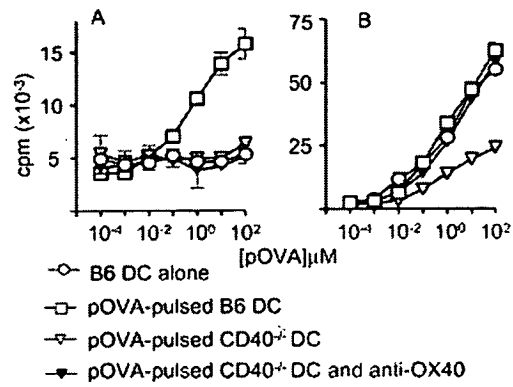 A
B
15
10
5
cpm (x10⁻³)
75
50
25
10⁻⁴ 10⁻² 10⁰ 10²
10⁻⁴ 10⁻² 10⁰ 10²
[pOVA]μM
B6 DC alone
pOVA-pulsed B6 DC
pOVA-pulsed CD40⁻/⁻ DC
pOVA-pulsed CD40⁻/⁻ DC and anti-OX40